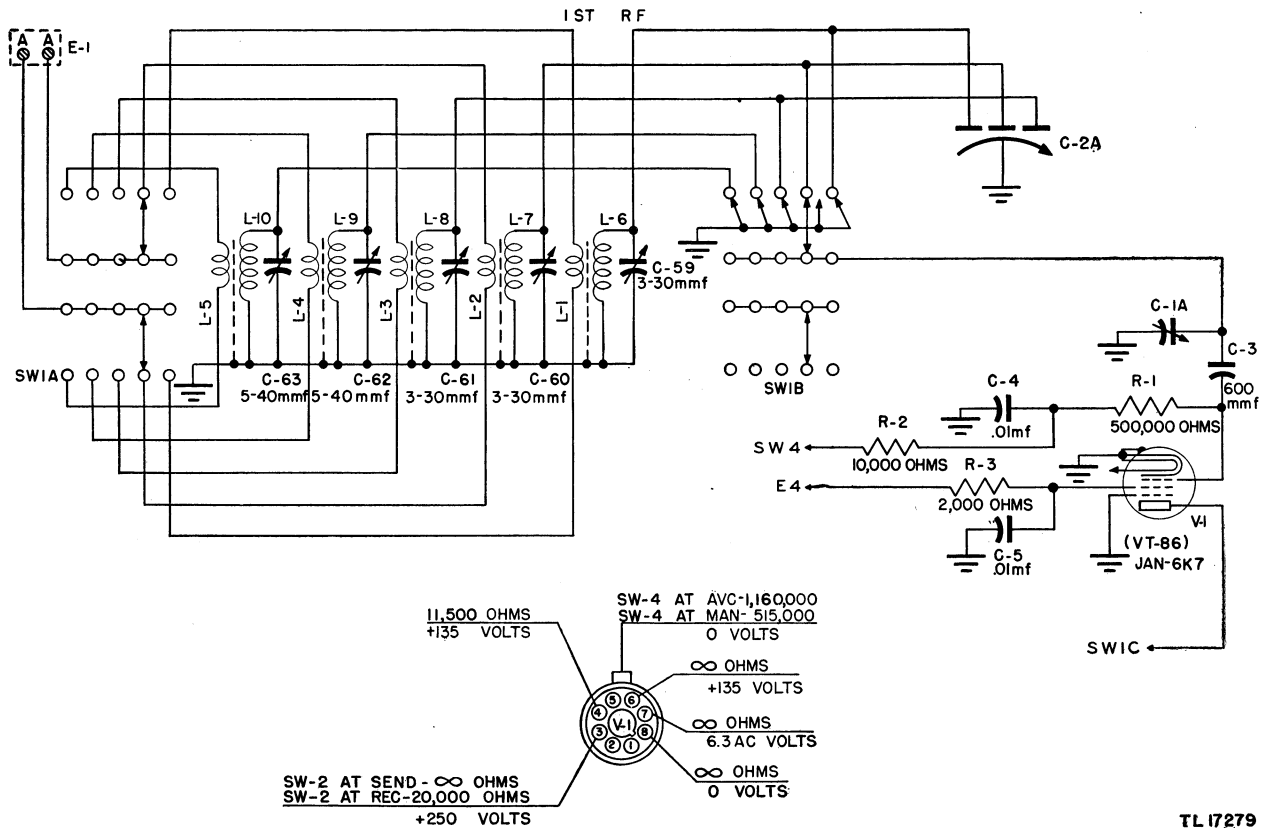 1ST RF
A A
E-1
C-2A
L-10
L-9
L-8
L-7
L-6
C-59
3-30mmf
L-5
L-4
L-3
L-2
L-1
C-1A
C-3
600
mmf
SW1A
C-63
5-40mmf
C-62
5-40mmf
C-61
3-30mmf
C-60
3-30mmf
SW1B
C-4
.01mf
R-1
500,000 OHMS
R-2
SW4
10,000 OHMS
R-3
E4
2,000 OHMS
C-5
.01mf
V-1
(VT-86)
JAN-6K7
SW1C
11,500 OHMS
+135 VOLTS
SW-4 AT AVC-1,160,000
SW-4 AT MAN-515,000
0 VOLTS
∞ OHMS
+135 VOLTS
5 6
4 7
V-1
3 8
2 1
∞ OHMS
6.3 AC VOLTS
∞ OHMS
0 VOLTS
SW-2 AT SEND-∞ OHMS
SW-2 AT REC-20,000 OHMS
+250 VOLTS
TL 17279